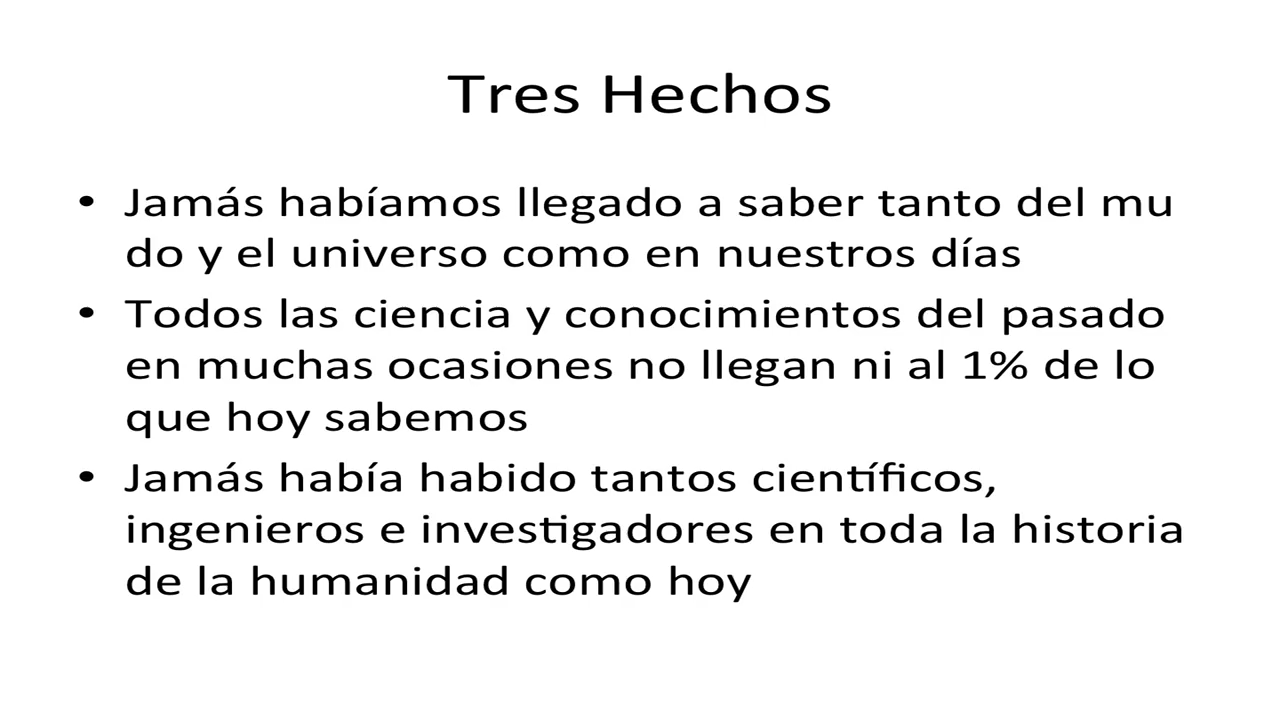 Tres Hechos
• Jamás habíamos llegado a saber tanto del mu
do y el universo como en nuestros días
• Todos las ciencia y conocimientos del pasado
en muchas ocasiones no llegan ni al 1% de lo
que hoy sabemos
• Jamás había habido tantos científicos,
ingenieros e investigadores en toda la historia
de la humanidad como hoy